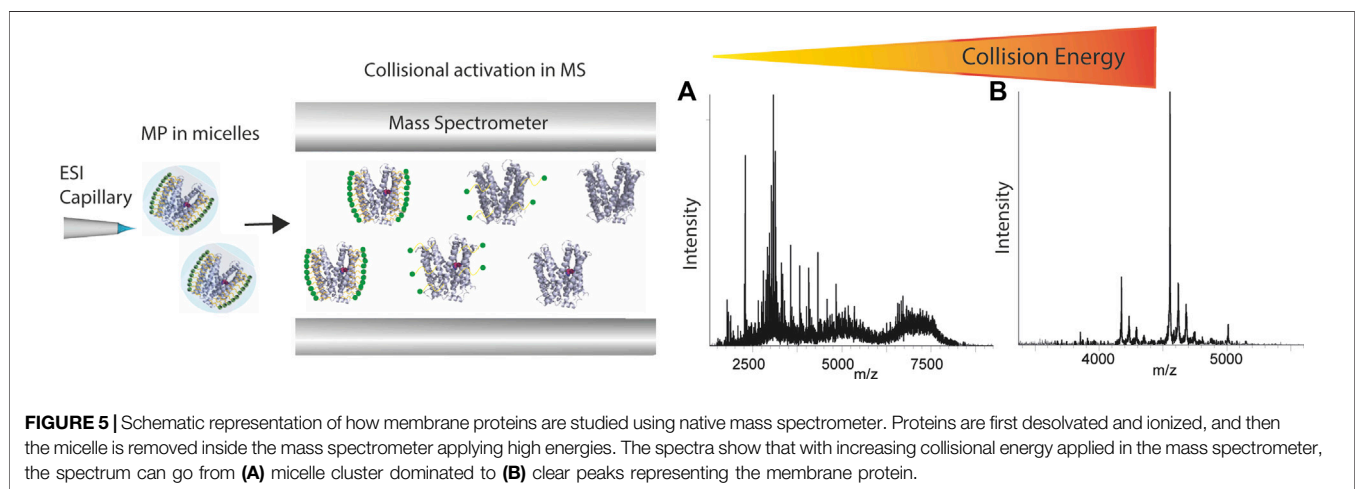 Collision Energy
Collisional activation in MS
Mass Spectrometer
MP in micelles
ESI
Capillary
A
Intensity
2500 5000 7500
m/z
B
Intensity
4000 5000
m/z
FIGURE 5 | Schematic representation of how membrane proteins are studied using native mass spectrometer. Proteins are first desolvated and ionized, and then
the micelle is removed inside the mass spectrometer applying high energies. The spectra show that with increasing collisional energy applied in the mass spectrometer,
the spectrum can go from (A) micelle cluster dominated to (B) clear peaks representing the membrane protein.